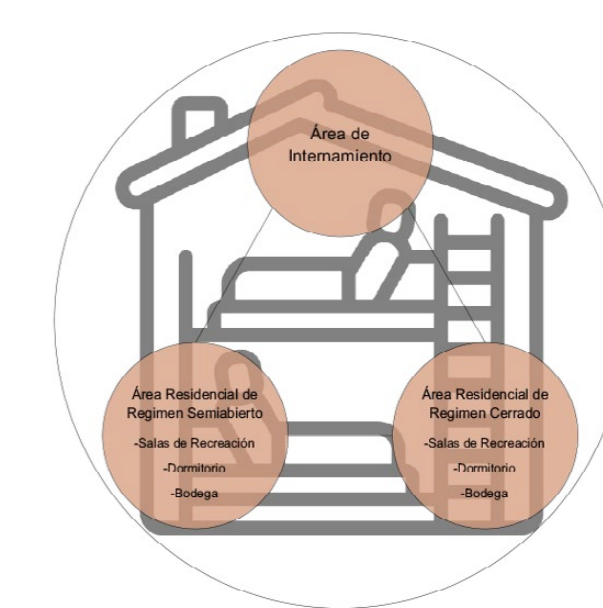 Área de
Internamiento
Área Residencial de
Regimen Semiabierto
-Salas de Recreación
-Dormitorio
-Bodega
Área Residencial de
Regimen Cerrado
-Salas de Recreación
-Dormitorio
-Bodega